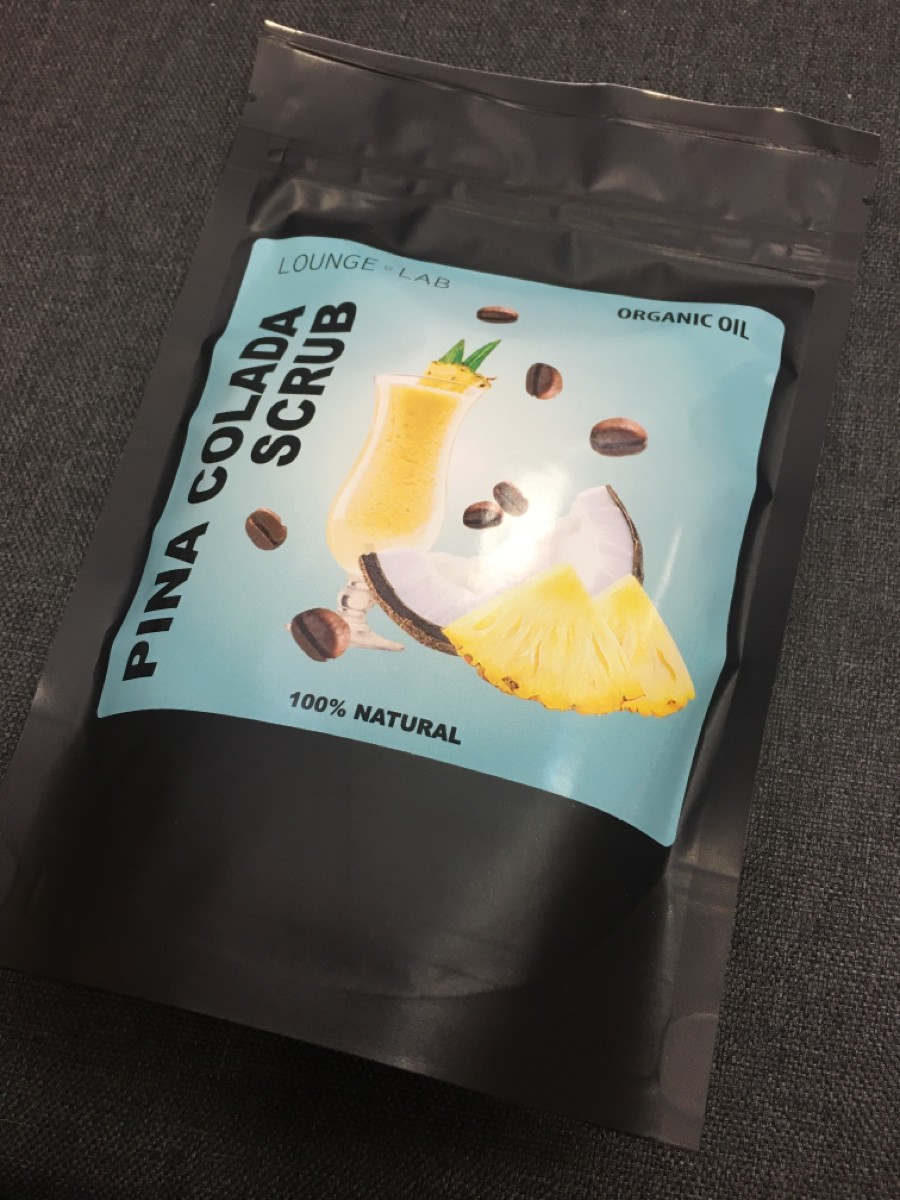 LOUNGE LAB
ORGANIC OIL
PINA COLADA
SCRUB
100% NATURAL